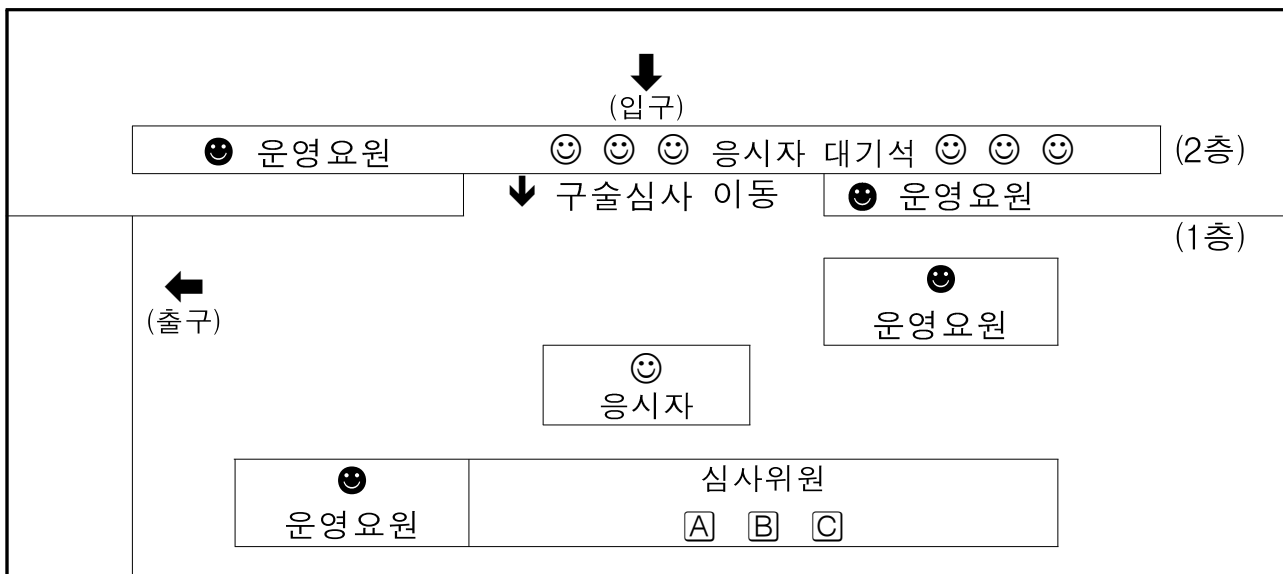 (입구)
운영요원 응시자 대기석 (2층)
구술심사 이동 운영요원
(1층)
(출구)
운영요원
응시자
심사위원
운영요원 A B C